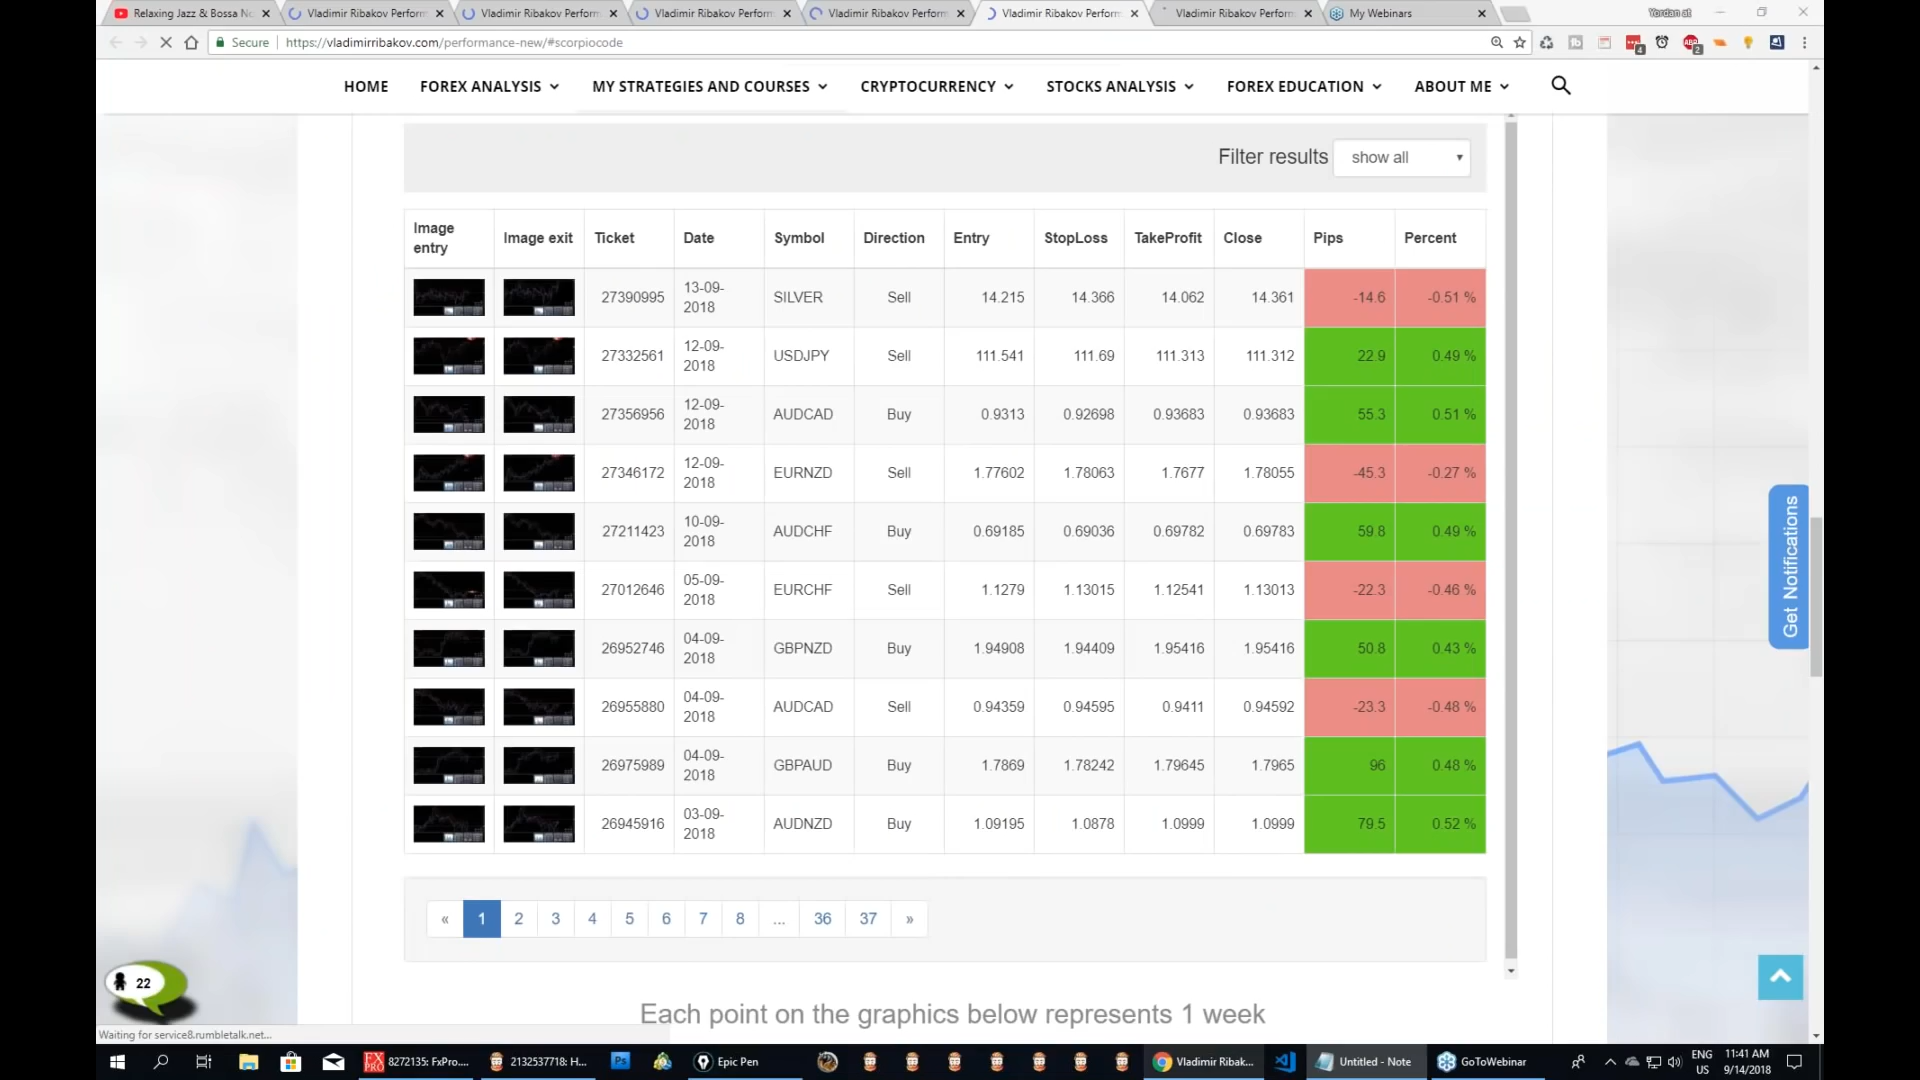 Relaxing Jazz & Bossa No
Vladimir Ribakov Perform
Vladimir Ribakov Perform
Vladimir Ribakov Perform
Vladimir Ribakov Perform
Vladimir Ribakov Perform
Vladimir Ribakov Perform
My Webinars
Yordan at
Secure
https://vladimirribakov.com/performance-new/#scorpiocode
HOME FOREX ANALYSIS MY STRATEGIES AND COURSES CRYPTOCURRENCY STOCKS ANALYSIS FOREX EDUCATION ABOUT ME
Filter results show all
Image entry Image exit Ticket Date Symbol Direction Entry StopLoss TakeProfit Close Pips Percent
27390995 13-09-2018 SILVER Sell 14.215 14.366 14.062 14.361 -14.6 -0.51 %
27332561 12-09-2018 USDJPY Sell 111.541 111.69 111.313 111.312 22.9 0.49 %
27356956 12-09-2018 AUDCAD Buy 0.9313 0.92698 0.93683 0.93683 55.3 0.51 %
27346172 12-09-2018 EURNZD Sell 1.77602 1.78063 1.7677 1.78055 -45.3 -0.27 %
27211423 10-09-2018 AUDCHF Buy 0.69185 0.69036 0.69782 0.69783 59.8 0.49 %
27012646 05-09-2018 EURCHF Sell 1.1279 1.13015 1.12541 1.13013 -22.3 -0.46 %
26952746 04-09-2018 GBPNZD Buy 1.94908 1.94409 1.95416 1.95416 50.8 0.43 %
26955880 04-09-2018 AUDCAD Sell 0.94359 0.94595 0.9411 0.94592 -23.3 -0.48 %
26975989 04-09-2018 GBPAUD Buy 1.7869 1.78242 1.79645 1.7965 96 0.48 %
26945916 03-09-2018 AUDNZD Buy 1.09195 1.0878 1.0999 1.0999 79.5 0.52 %
« 1 2 3 4 5 6 7 8 ... 36 37 »
Get Notifications
22
Each point on the graphics below represents 1 week
Waiting for service8.rumbletalk.net...
8272135: FxPro...
2132537718: H...
Epic Pen
Vladimir Ribak...
Untitled - Note
GoToWebinar
ENG US
11:41 AM
9/14/2018